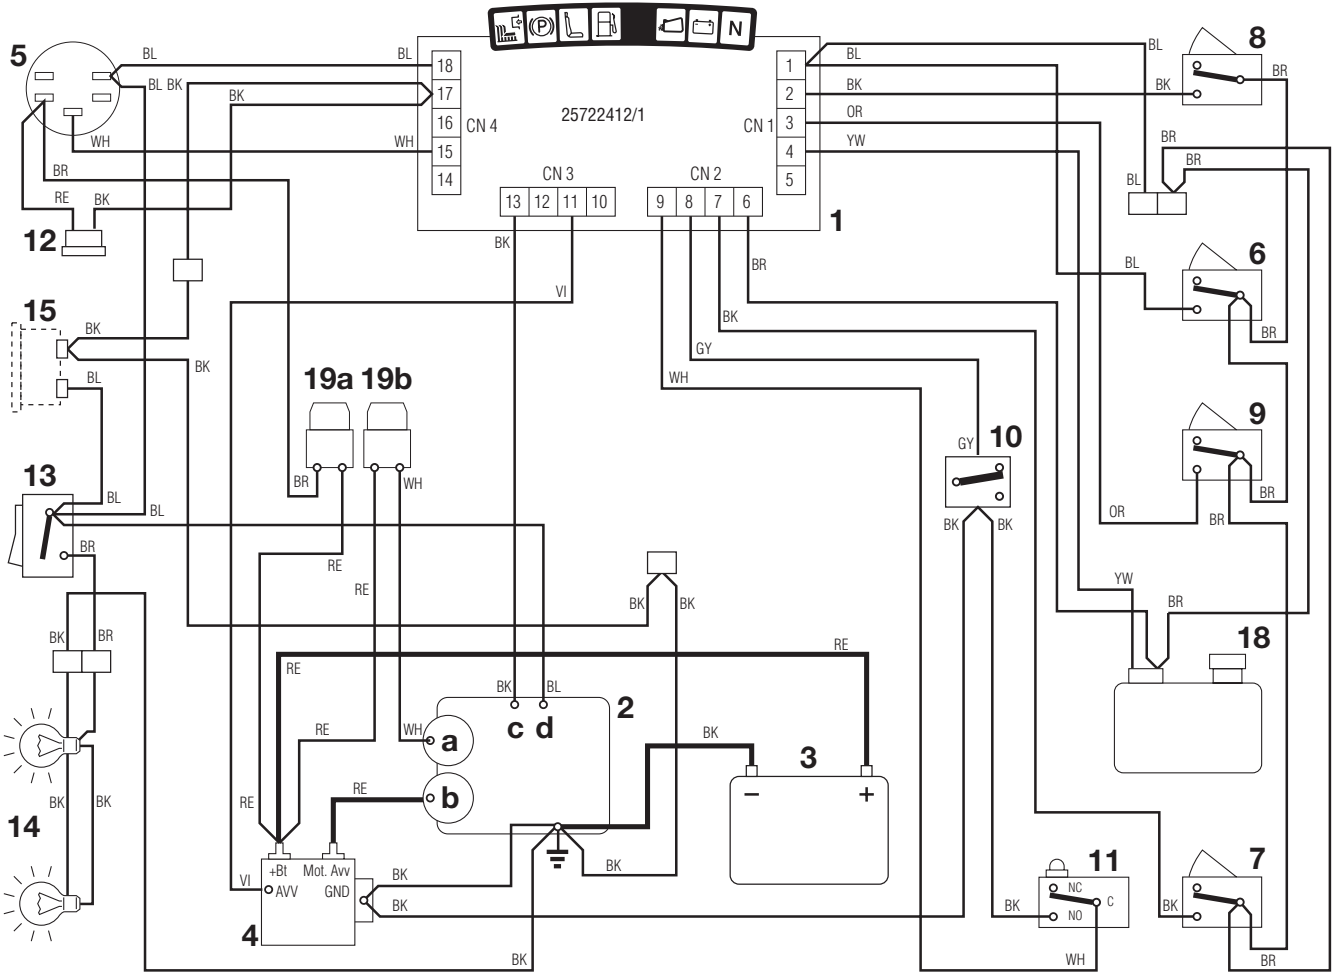 P
N
5
8
BL
BL
BL
BL
BL BK
BK
BK
BK
BR
18
17
16
15
14
CN 4
25722412/1
CN 1
1
2
3
4
5
OR
YW
WH
WH
BR
RE
BK
12
CN 3
13
12
11
10
CN 2
9
8
7
6
1
BR
BR
BL
BK
BR
VI
BL
6
BR
15
BK
BK
BL
BK
GY
WH
19a
19b
9
GY
10
BR
WH
13
BL
BL
BR
BR
BR
OR
BK
BK
RE
RE
YW
BR
BK
BK
BK
BR
18
RE
RE
BK
BL
2
c
d
RE
WH
a
BK
3
RE
b
− +
RE
BK
BK
14
+Bt
Mot. Avv
VI
AVV
GND
BK
BK
BK
4
11
NC
C
NO
BK
7
BK
BK
WH
BR